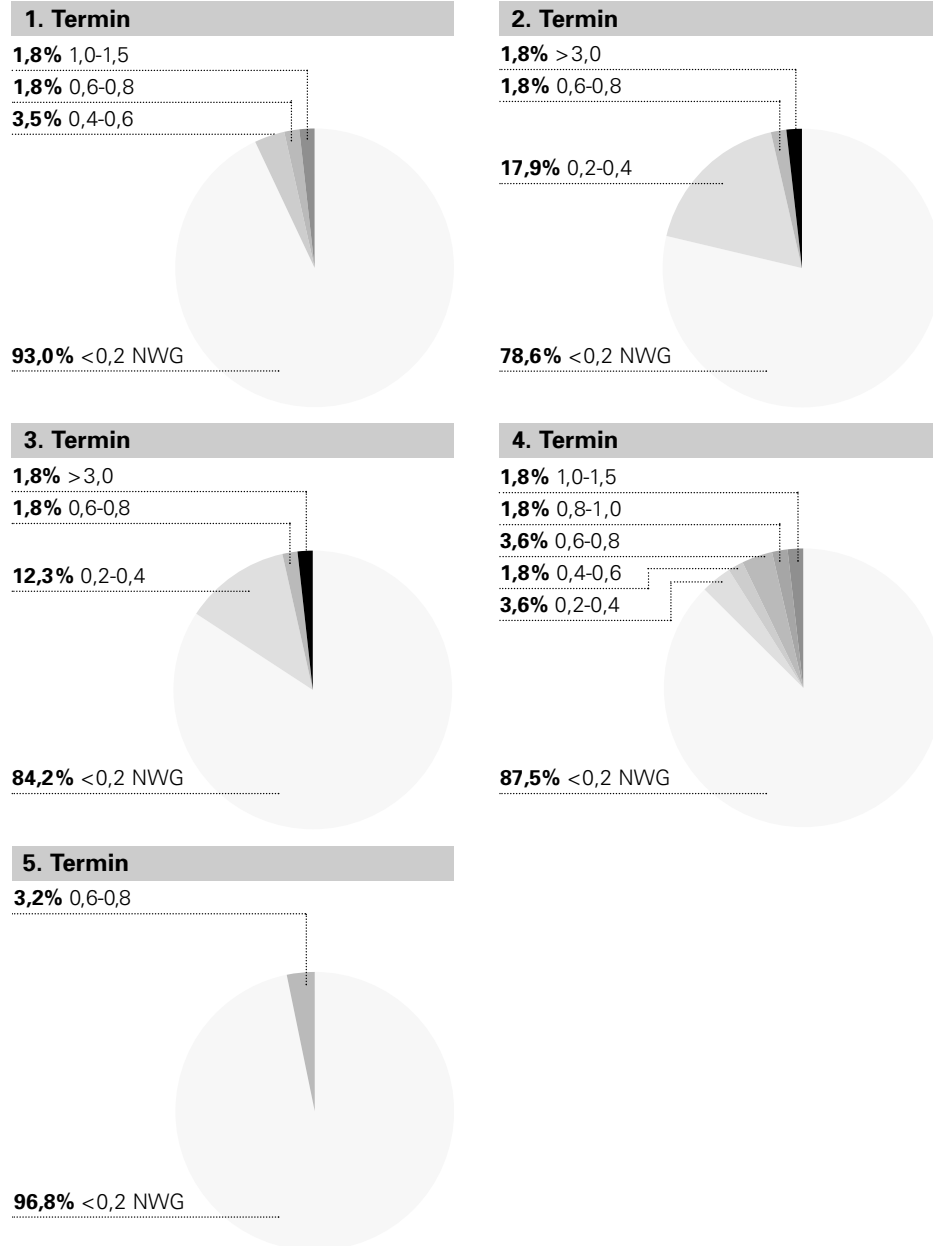 1. Termin
1,8% 1,0-1,5
1,8% 0,6-0,8
3,5% 0,4-0,6
93,0% <0,2 NWG
2. Termin
1,8% >3,0
1,8% 0,6-0,8
17,9% 0,2-0,4
78,6% <0,2 NWG
3. Termin
1,8% >3,0
1,8% 0,6-0,8
12,3% 0,2-0,4
84,2% <0,2 NWG
4. Termin
1,8% 1,0-1,5
1,8% 0,8-1,0
3,6% 0,6-0,8
1,8% 0,4-0,6
3,6% 0,2-0,4
87,5% <0,2 NWG
5. Termin
3,2% 0,6-0,8
96,8% <0,2 NWG